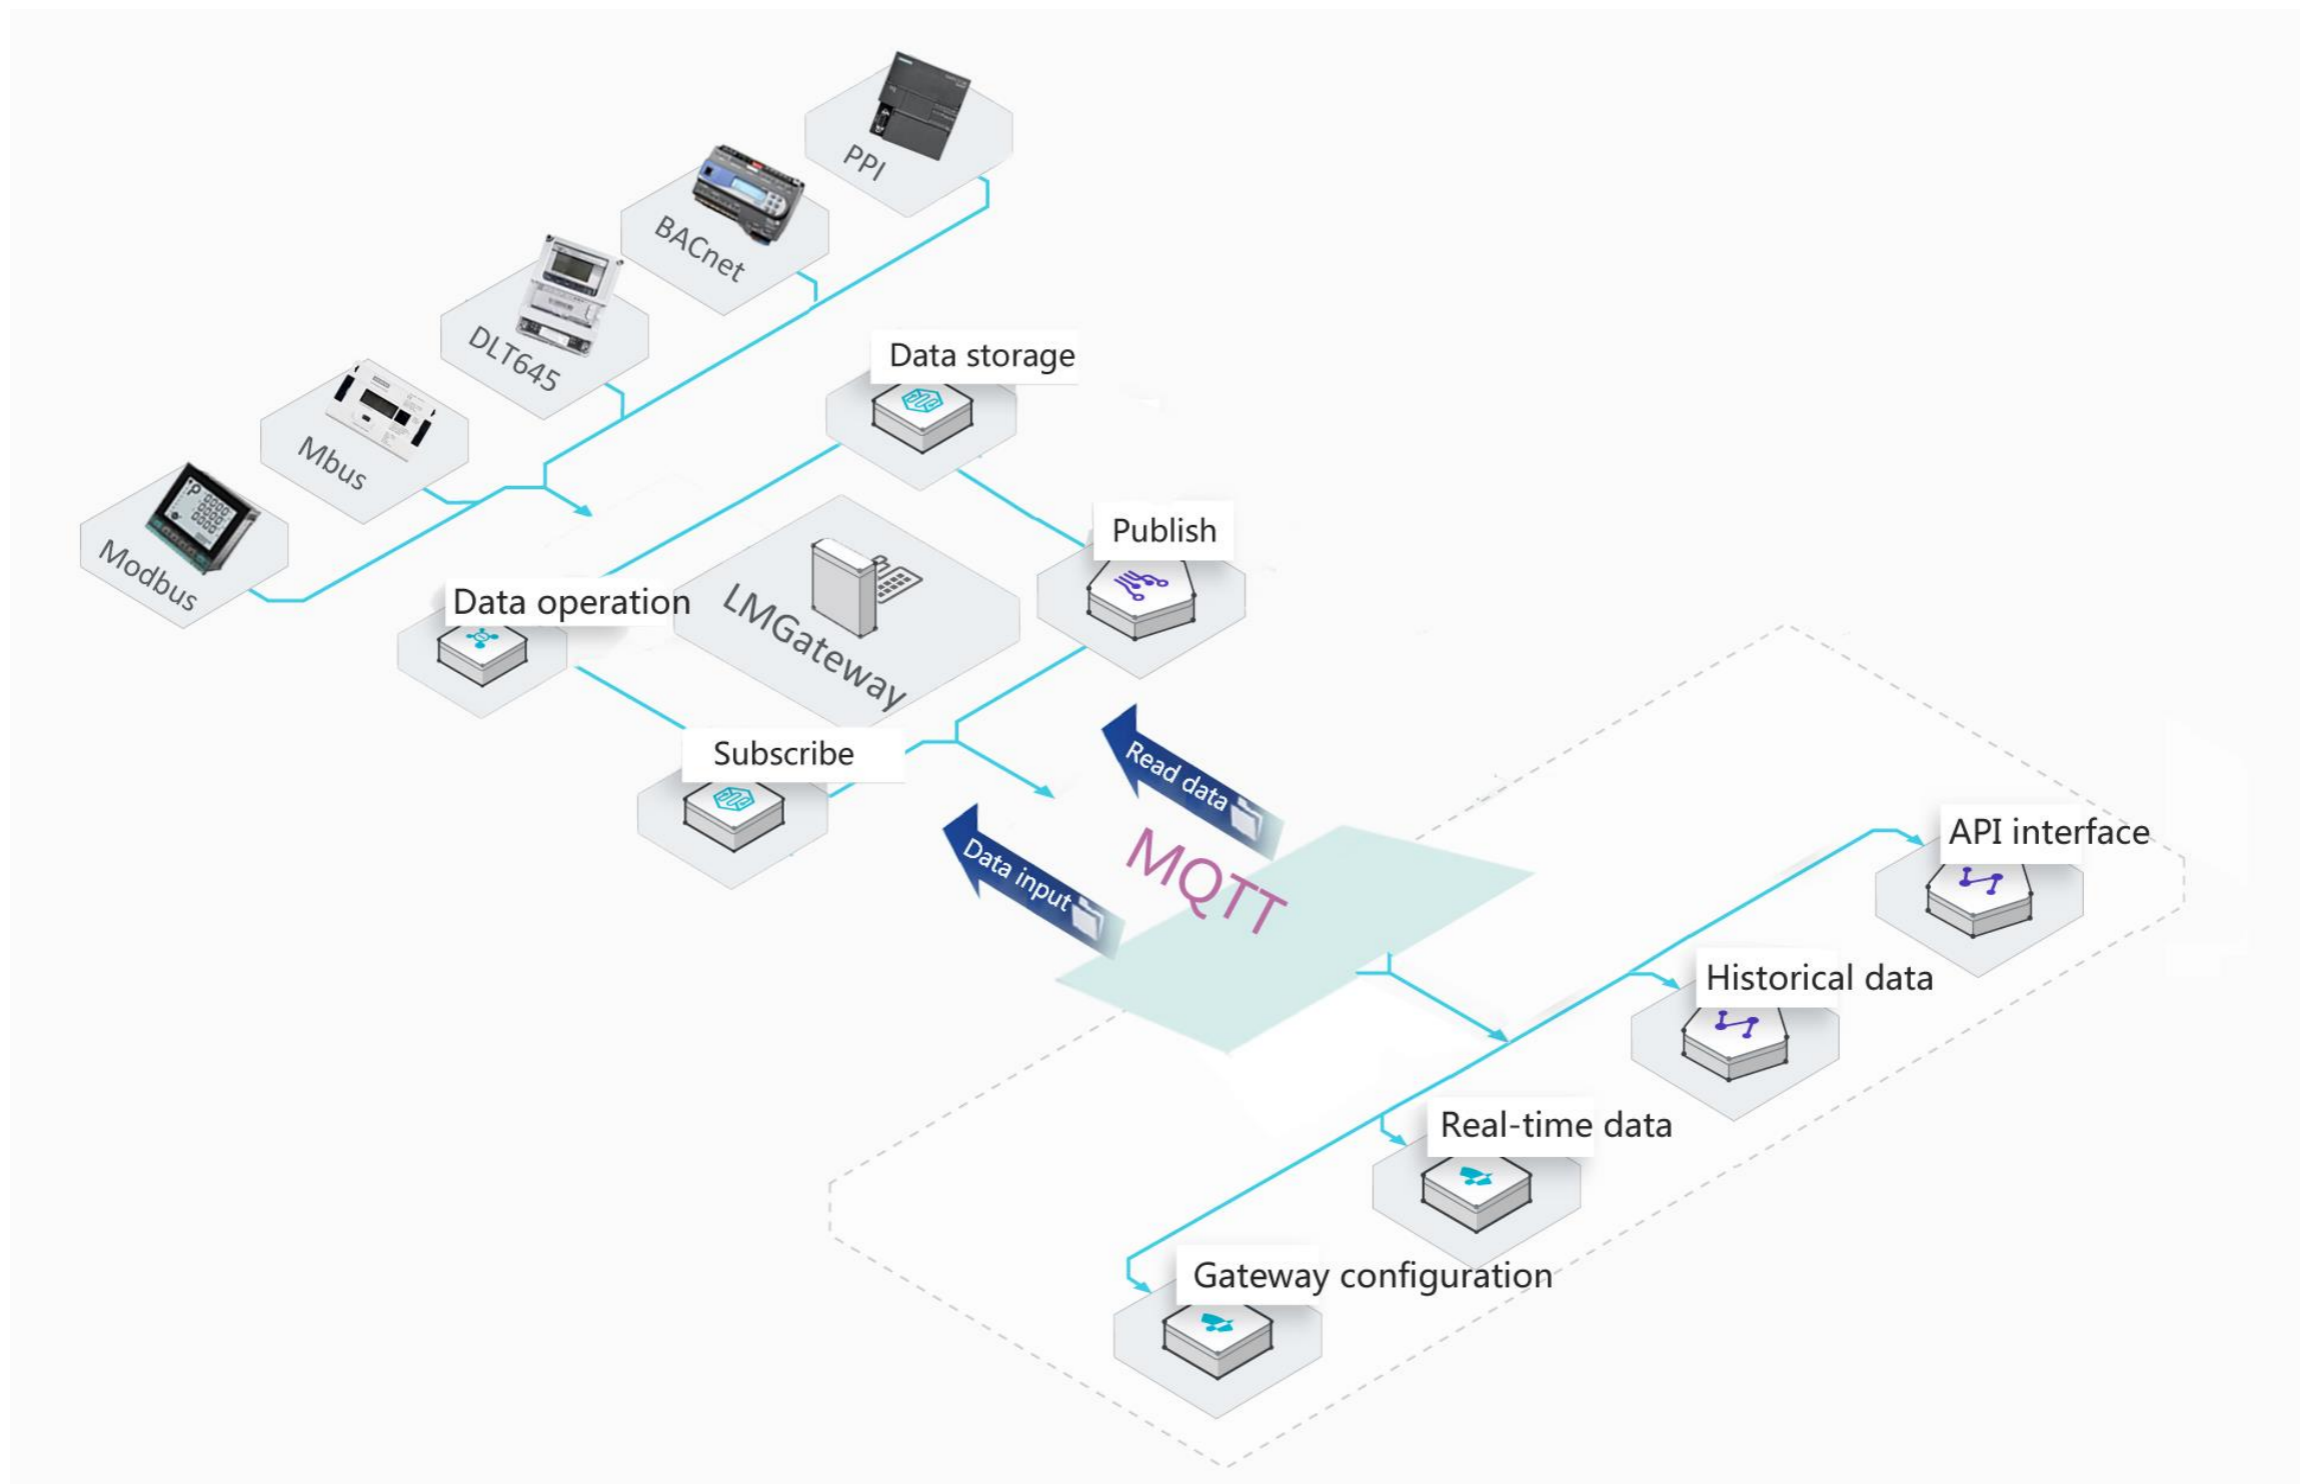 PPI
BACnet
DLT645
Mbus
Modbus
Data storage
Publish
Data operation
LMGateway
Subscribe
Read data
Data input
MQTT
API interface
Historical data
Real-time data
Gateway configuration